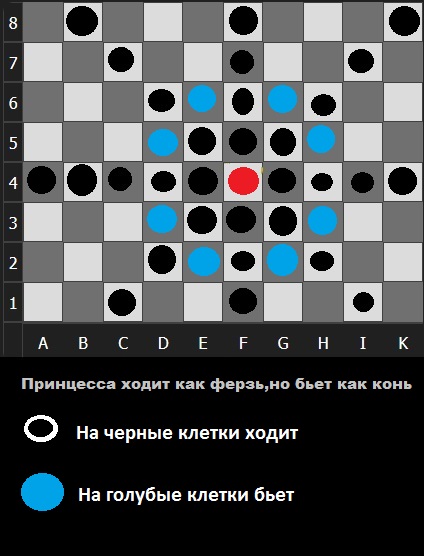 8
7
6
5
4
3
2
1
A B C D E F G H I K
Принцесса ходит как ферзь,но бьет как конь
На черные клетки ходит
На голубые клетки бьет